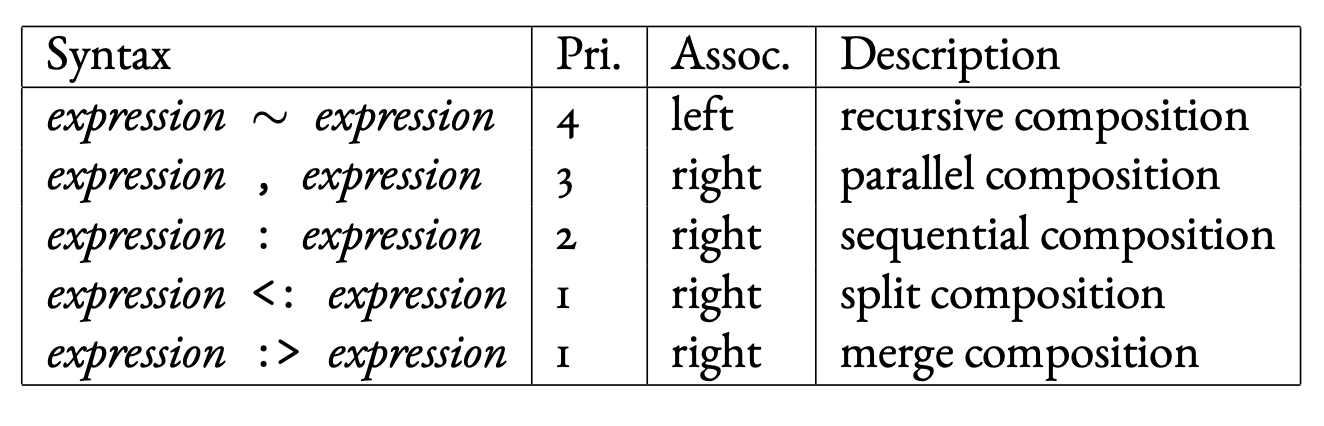 Syntax Pri. Assoc. Description
expression ~ expression 4 left recursive composition
expression , expression 3 right parallel composition
expression : expression 2 right sequential composition
expression <: expression 1 right split composition
expression :> expression 1 right merge composition